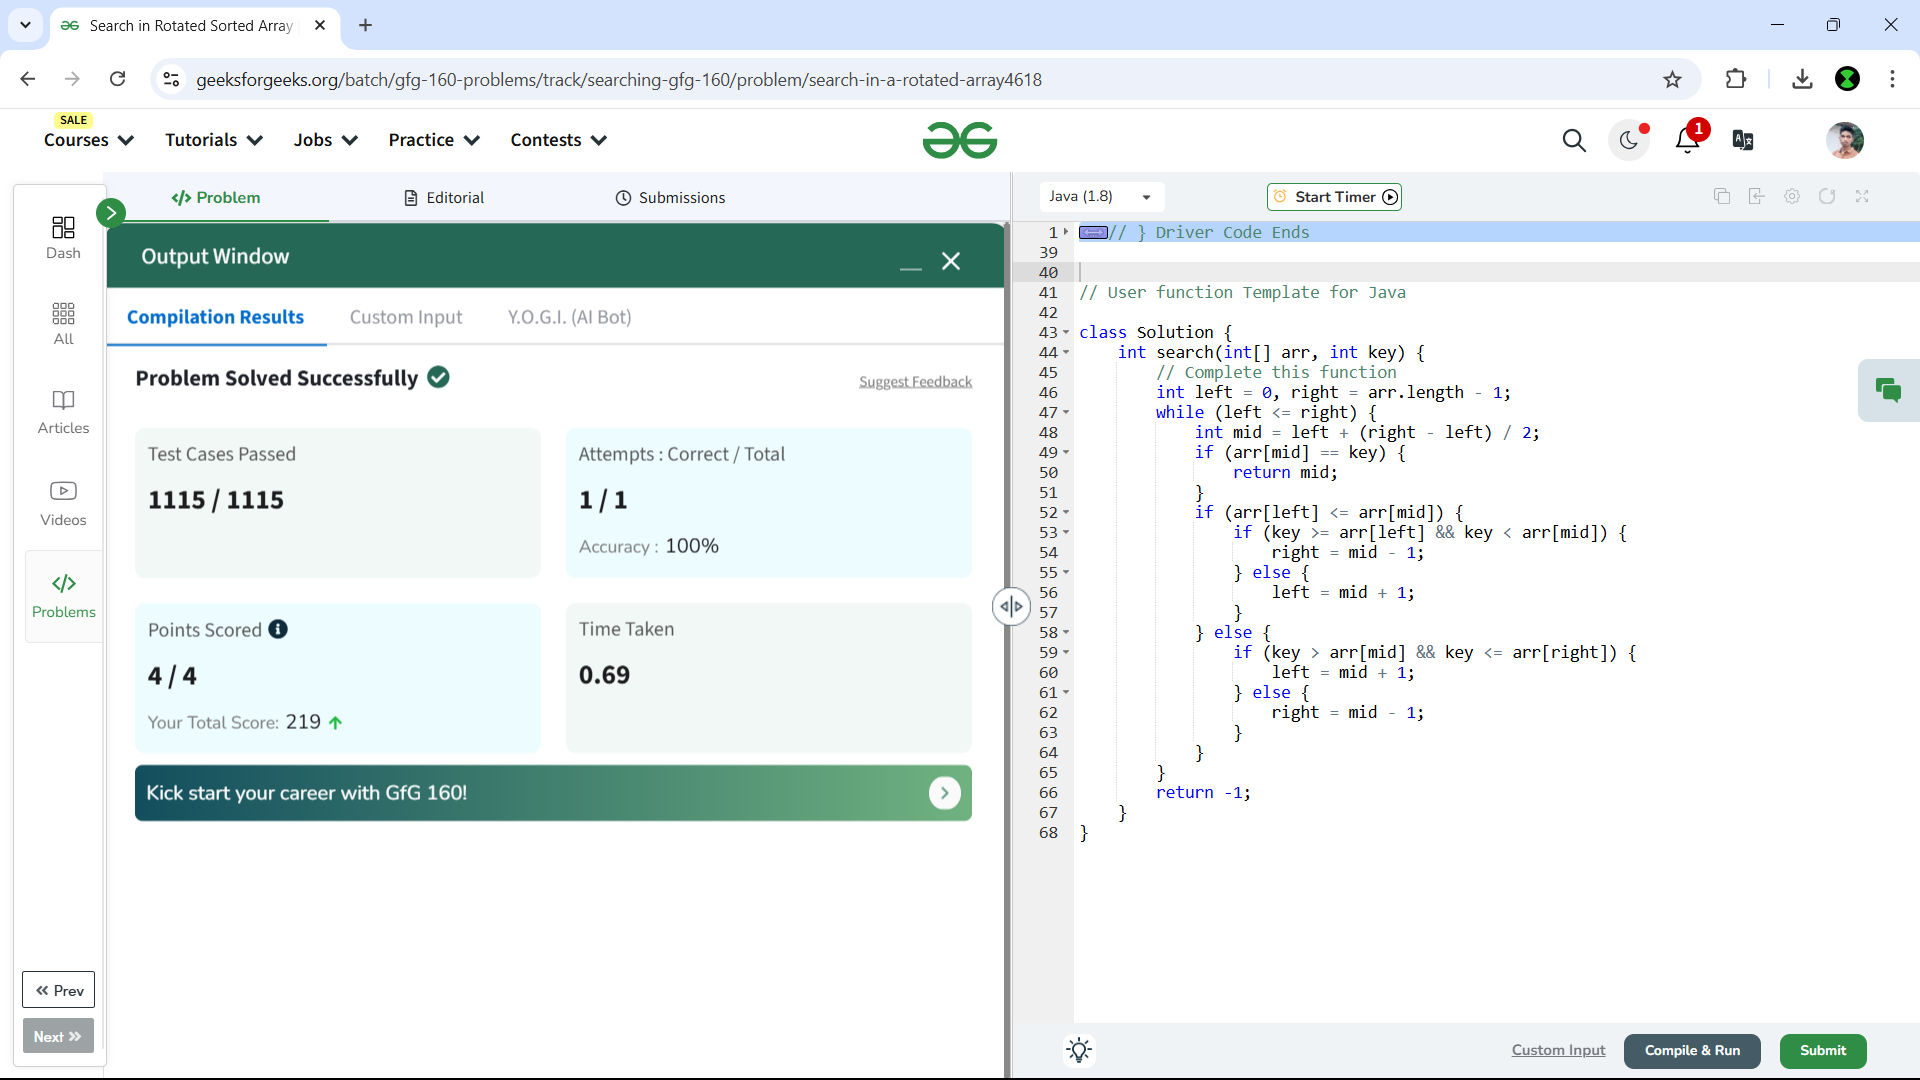 Search in Rotated Sorted Array
geeksforgeeks.org/batch/gfg-160-problems/track/searching-gfg-160/problem/search-in-a-rotated-array4618
SALE
Courses
Tutorials
Jobs
Practice
Contests
1
Dash
All
Articles
Videos
</>
Problems
Prev
Next
</> Problem
Editorial
Submissions
Output Window
Compilation Results
Custom Input
Y.O.G.I. (AI Bot)
Problem Solved Successfully
Suggest Feedback
Test Cases Passed
1115 / 1115
Attempts : Correct / Total
1 / 1
Accuracy : 100%
Points Scored
4 / 4
Your Total Score: 219
Time Taken
0.69
Kick start your career with GfG 160!
Java (1.8)
Start Timer
1 // } Driver Code Ends
39
40
41 // User function Template for Java
42
43 class Solution {
44     int search(int[] arr, int key) {
45         // Complete this function
46         int left = 0, right = arr.length - 1;
47         while (left <= right) {
48             int mid = left + (right - left) / 2;
49             if (arr[mid] == key) {
50                 return mid;
51             }
52             if (arr[left] <= arr[mid]) {
53                 if (key >= arr[left] && key < arr[mid]) {
54                     right = mid - 1;
55                 } else {
56                     left = mid + 1;
57                 }
58             } else {
59                 if (key > arr[mid] && key <= arr[right]) {
60                     left = mid + 1;
61                 } else {
62                     right = mid - 1;
63                 }
64             }
65         }
66         return -1;
67     }
68 }
Custom Input
Compile & Run
Submit